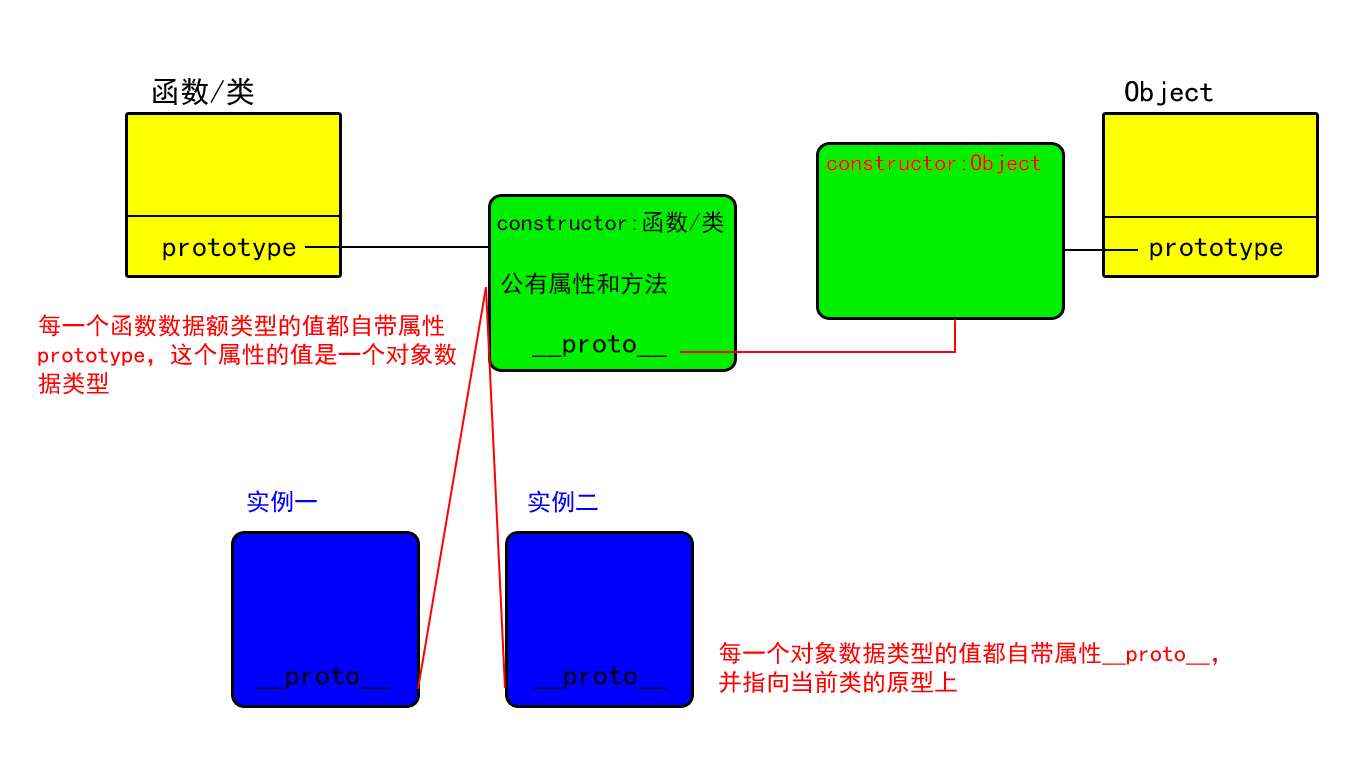 函数/类
Object
constructor:Object
prototype
constructor:函数/类
prototype
公有属性和方法
每一个函数数据额类型的值都自带属性
prototype，这个属性的值是一个对象数
据类型
__proto__
实例一
实例二
__proto__
__proto__
每一个对象数据类型的值都自带属性__proto__，
并指向当前类的原型上